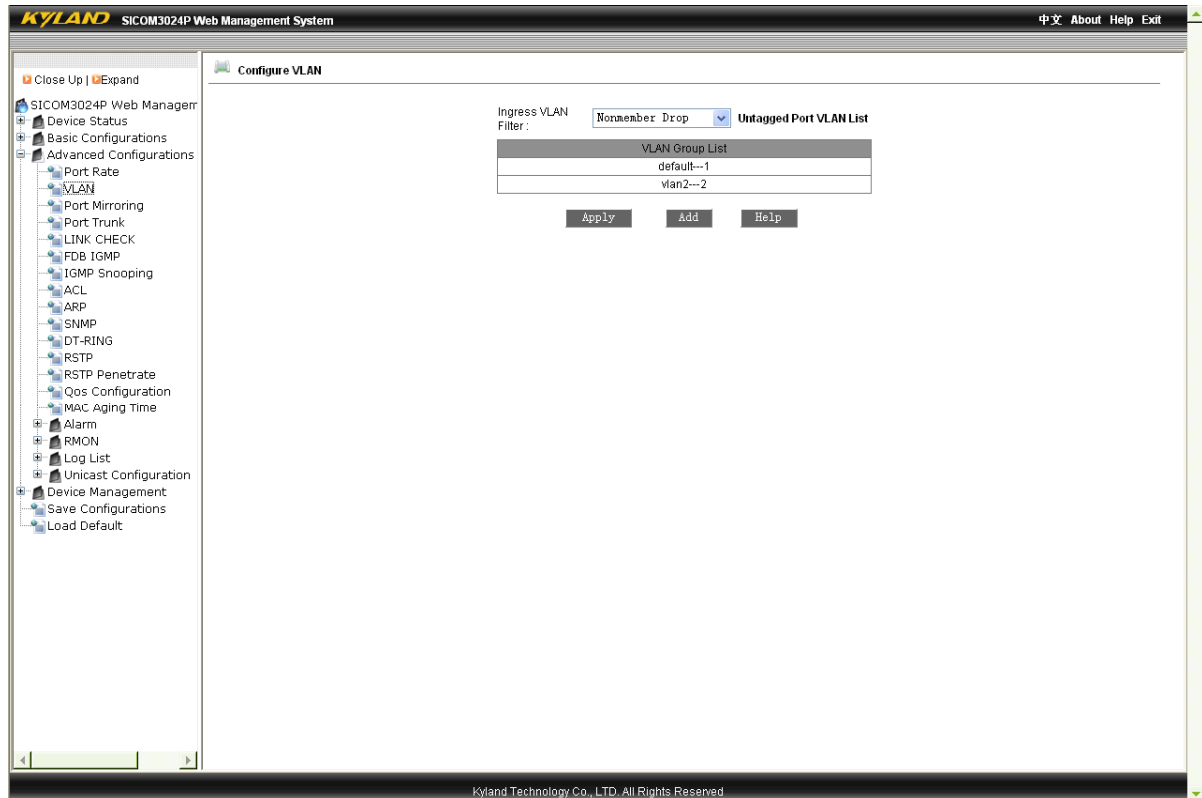 KYLAND SICOM3024P Web Management System 中文 About Help Exit
Close Up | Expand
SICOM3024P Web Managem
Device Status
Basic Configurations
Advanced Configurations
Port Rate
VLAN
Port Mirroring
Port Trunk
LINK CHECK
FDB IGMP
IGMP Snooping
ACL
ARP
SNMP
DT-RING
RSTP
RSTP Penetrate
Qos Configuration
MAC Aging Time
Alarm
RMON
Log List
Unicast Configuration
Device Management
Save Configurations
Load Default
Configure VLAN
Ingress VLAN
Filter :
Nonmember Drop
Untagged Port VLAN List
VLAN Group List
default---1
vlan2---2
Apply Add Help
Kyland Technology Co., LTD. All Rights Reserved